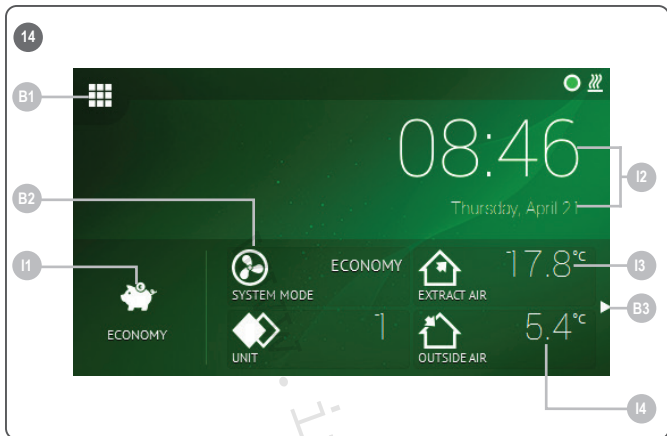 14
B1
08:46
I2
B2
Thursday, April 21
I1
ECONOMY
17.8°C
I3
SYSTEM MODE
EXTRACT AIR
B3
ECONOMY
1
5.4°C
UNIT
OUTSIDE AIR
I4